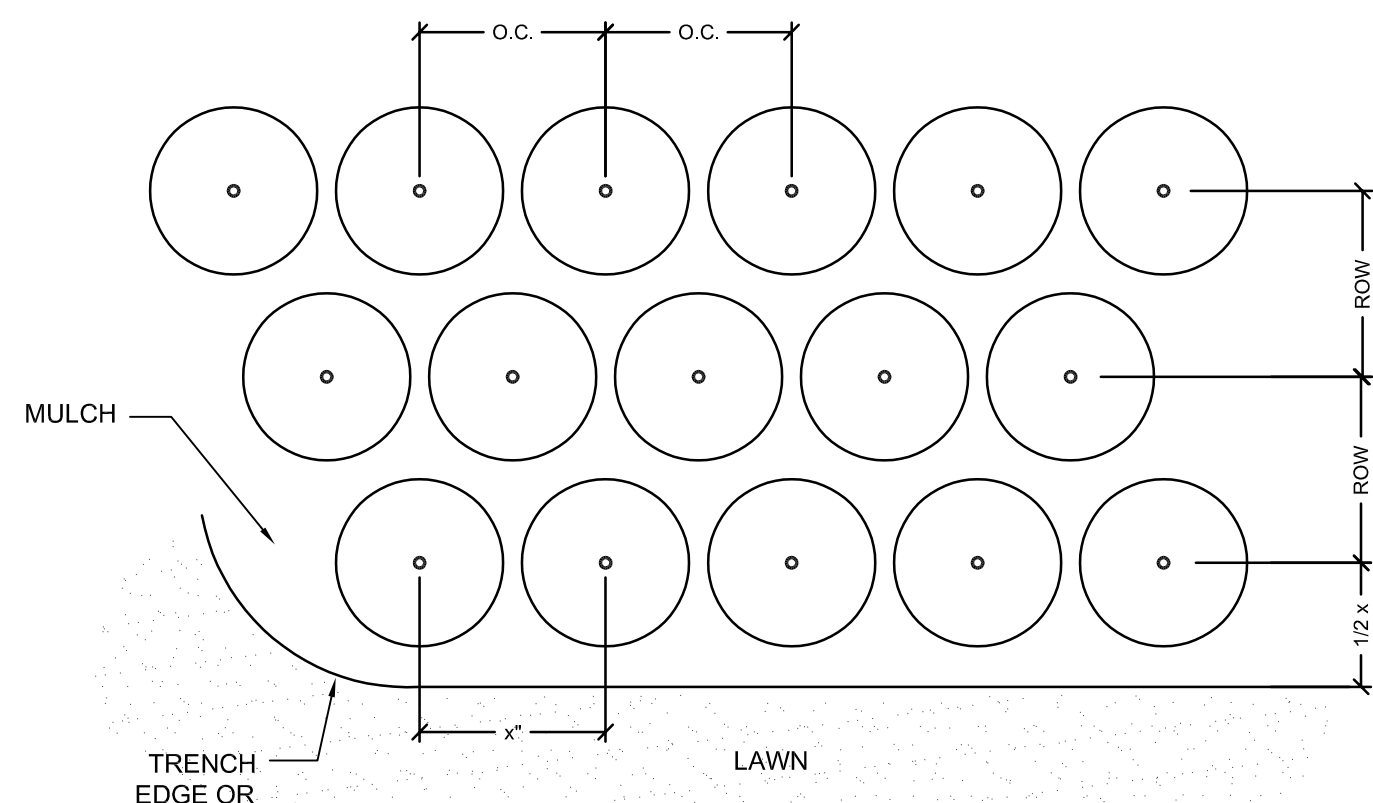 O.C. O.C.
ROW
MULCH
ROW
1/2 x
x"
LAWN
TRENCH
EDGE OR